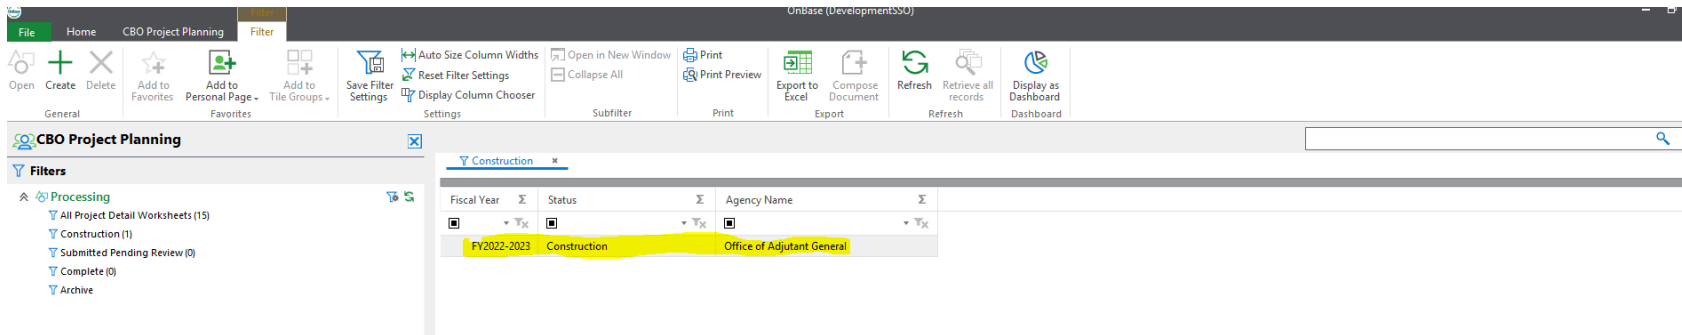 OnBase (DevelopmentSSO)
Filter
File Home CBO Project Planning Filter
Open Create Delete
Add to Favorites
Add to Personal Page
Add to Tile Groups
Save Filter Settings
Auto Size Column Widths
Reset Filter Settings
Display Column Chooser
Open in New Window
Collapse All
Print
Print Preview
Export to Excel
Compose Document
Refresh
Retrieve all records
Display as Dashboard
General Favorites Settings Subfilter Print Export Refresh Dashboard
CBO Project Planning
Filters
Processing
All Project Detail Worksheets (15)
Construction (1)
Submitted Pending Review (0)
Complete (0)
Archive
Construction
Fiscal Year Σ Status Σ Agency Name Σ
FY2022-2023 Construction Office of Adjutant General